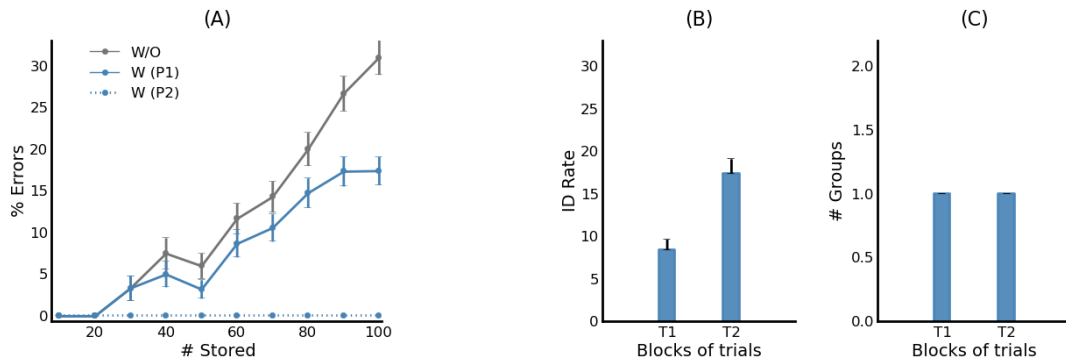 (A)
W/O
W (P1)
W (P2)
% Errors
30
25
20
15
10
5
0
20
40
60
80
100
# Stored
(B)
ID Rate
30
25
20
15
10
5
0
T1
T2
Blocks of trials
(C)
# Groups
2.0
1.5
1.0
0.5
0.0
T1
T2
Blocks of trials